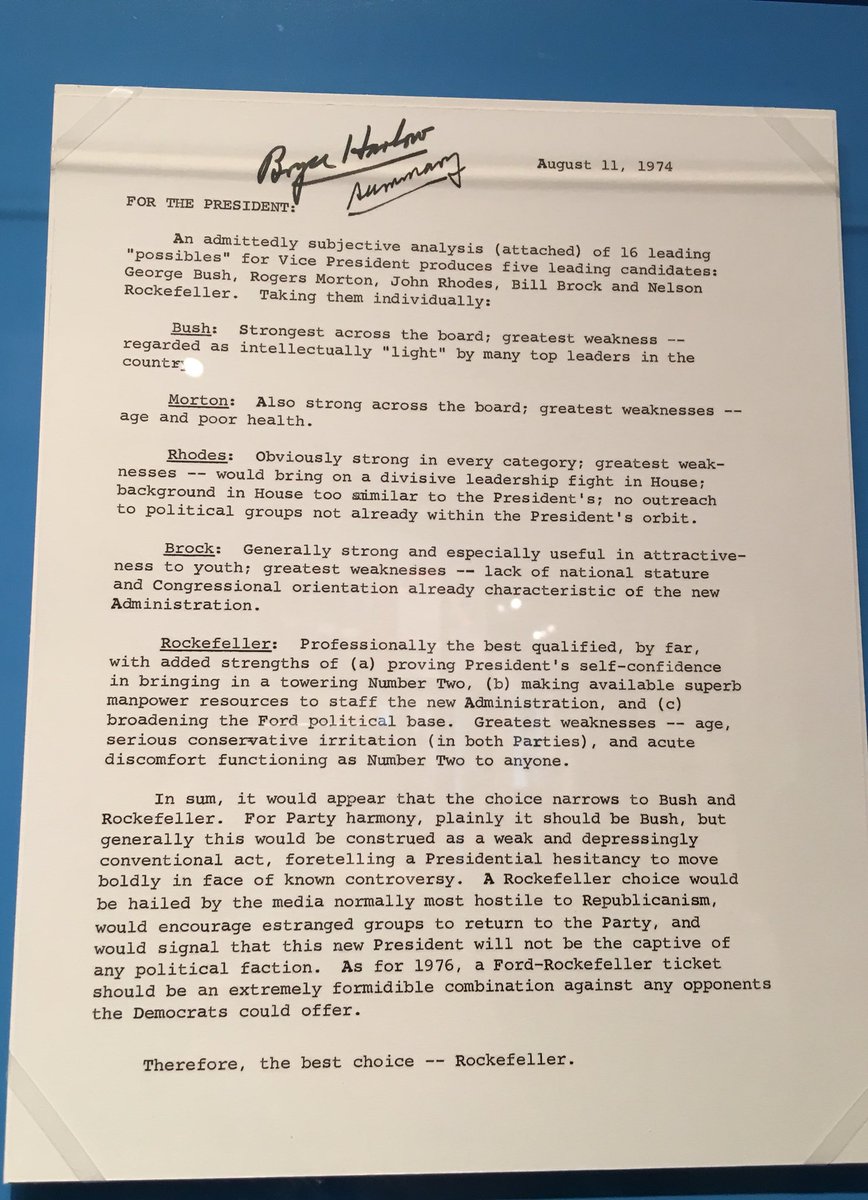 Bryce Harlow
summary
August 11, 1974
FOR THE PRESIDENT:
An admittedly subjective analysis (attached) of 16 leading
"possibles" for Vice President produces five leading candidates:
George Bush, Rogers Morton, John Rhodes, Bill Brock and Nelson
Rockefeller. Taking them individually:
Bush: Strongest across the board; greatest weakness --
regarded as intellectually "light" by many top leaders in the
country
Morton: Also strong across the board; greatest weaknesses --
age and poor health.
Rhodes: Obviously strong in every category; greatest weak-
nesses -- would bring on a divisive leadership fight in House;
background in House too similar to the President's; no outreach
to political groups not already within the President's orbit.
Brock: Generally strong and especially useful in attractive-
ness to youth; greatest weaknesses -- lack of national stature
and Congressional orientation already characteristic of the new
Administration.
Rockefeller: Professionally the best qualified, by far,
with added strengths of (a) proving President's self-confidence
in bringing in a towering Number Two, (b) making available superb
manpower resources to staff the new Administration, and (c)
broadening the Ford political base. Greatest weaknesses -- age,
serious conservative irritation (in both Parties), and acute
discomfort functioning as Number Two to anyone.
In sum, it would appear that the choice narrows to Bush and
Rockefeller. For Party harmony, plainly it should be Bush, but
generally this would be construed as a weak and depressingly
conventional act, foretelling a Presidential hesitancy to move
boldly in face of known controversy. A Rockefeller choice would
be hailed by the media normally most hostile to Republicanism,
would encourage estranged groups to return to the Party, and
would signal that this new President will not be the captive of
any political faction. As for 1976, a Ford-Rockefeller ticket
should be an extremely formidible combination against any opponents
the Democrats could offer.
Therefore, the best choice -- Rockefeller.